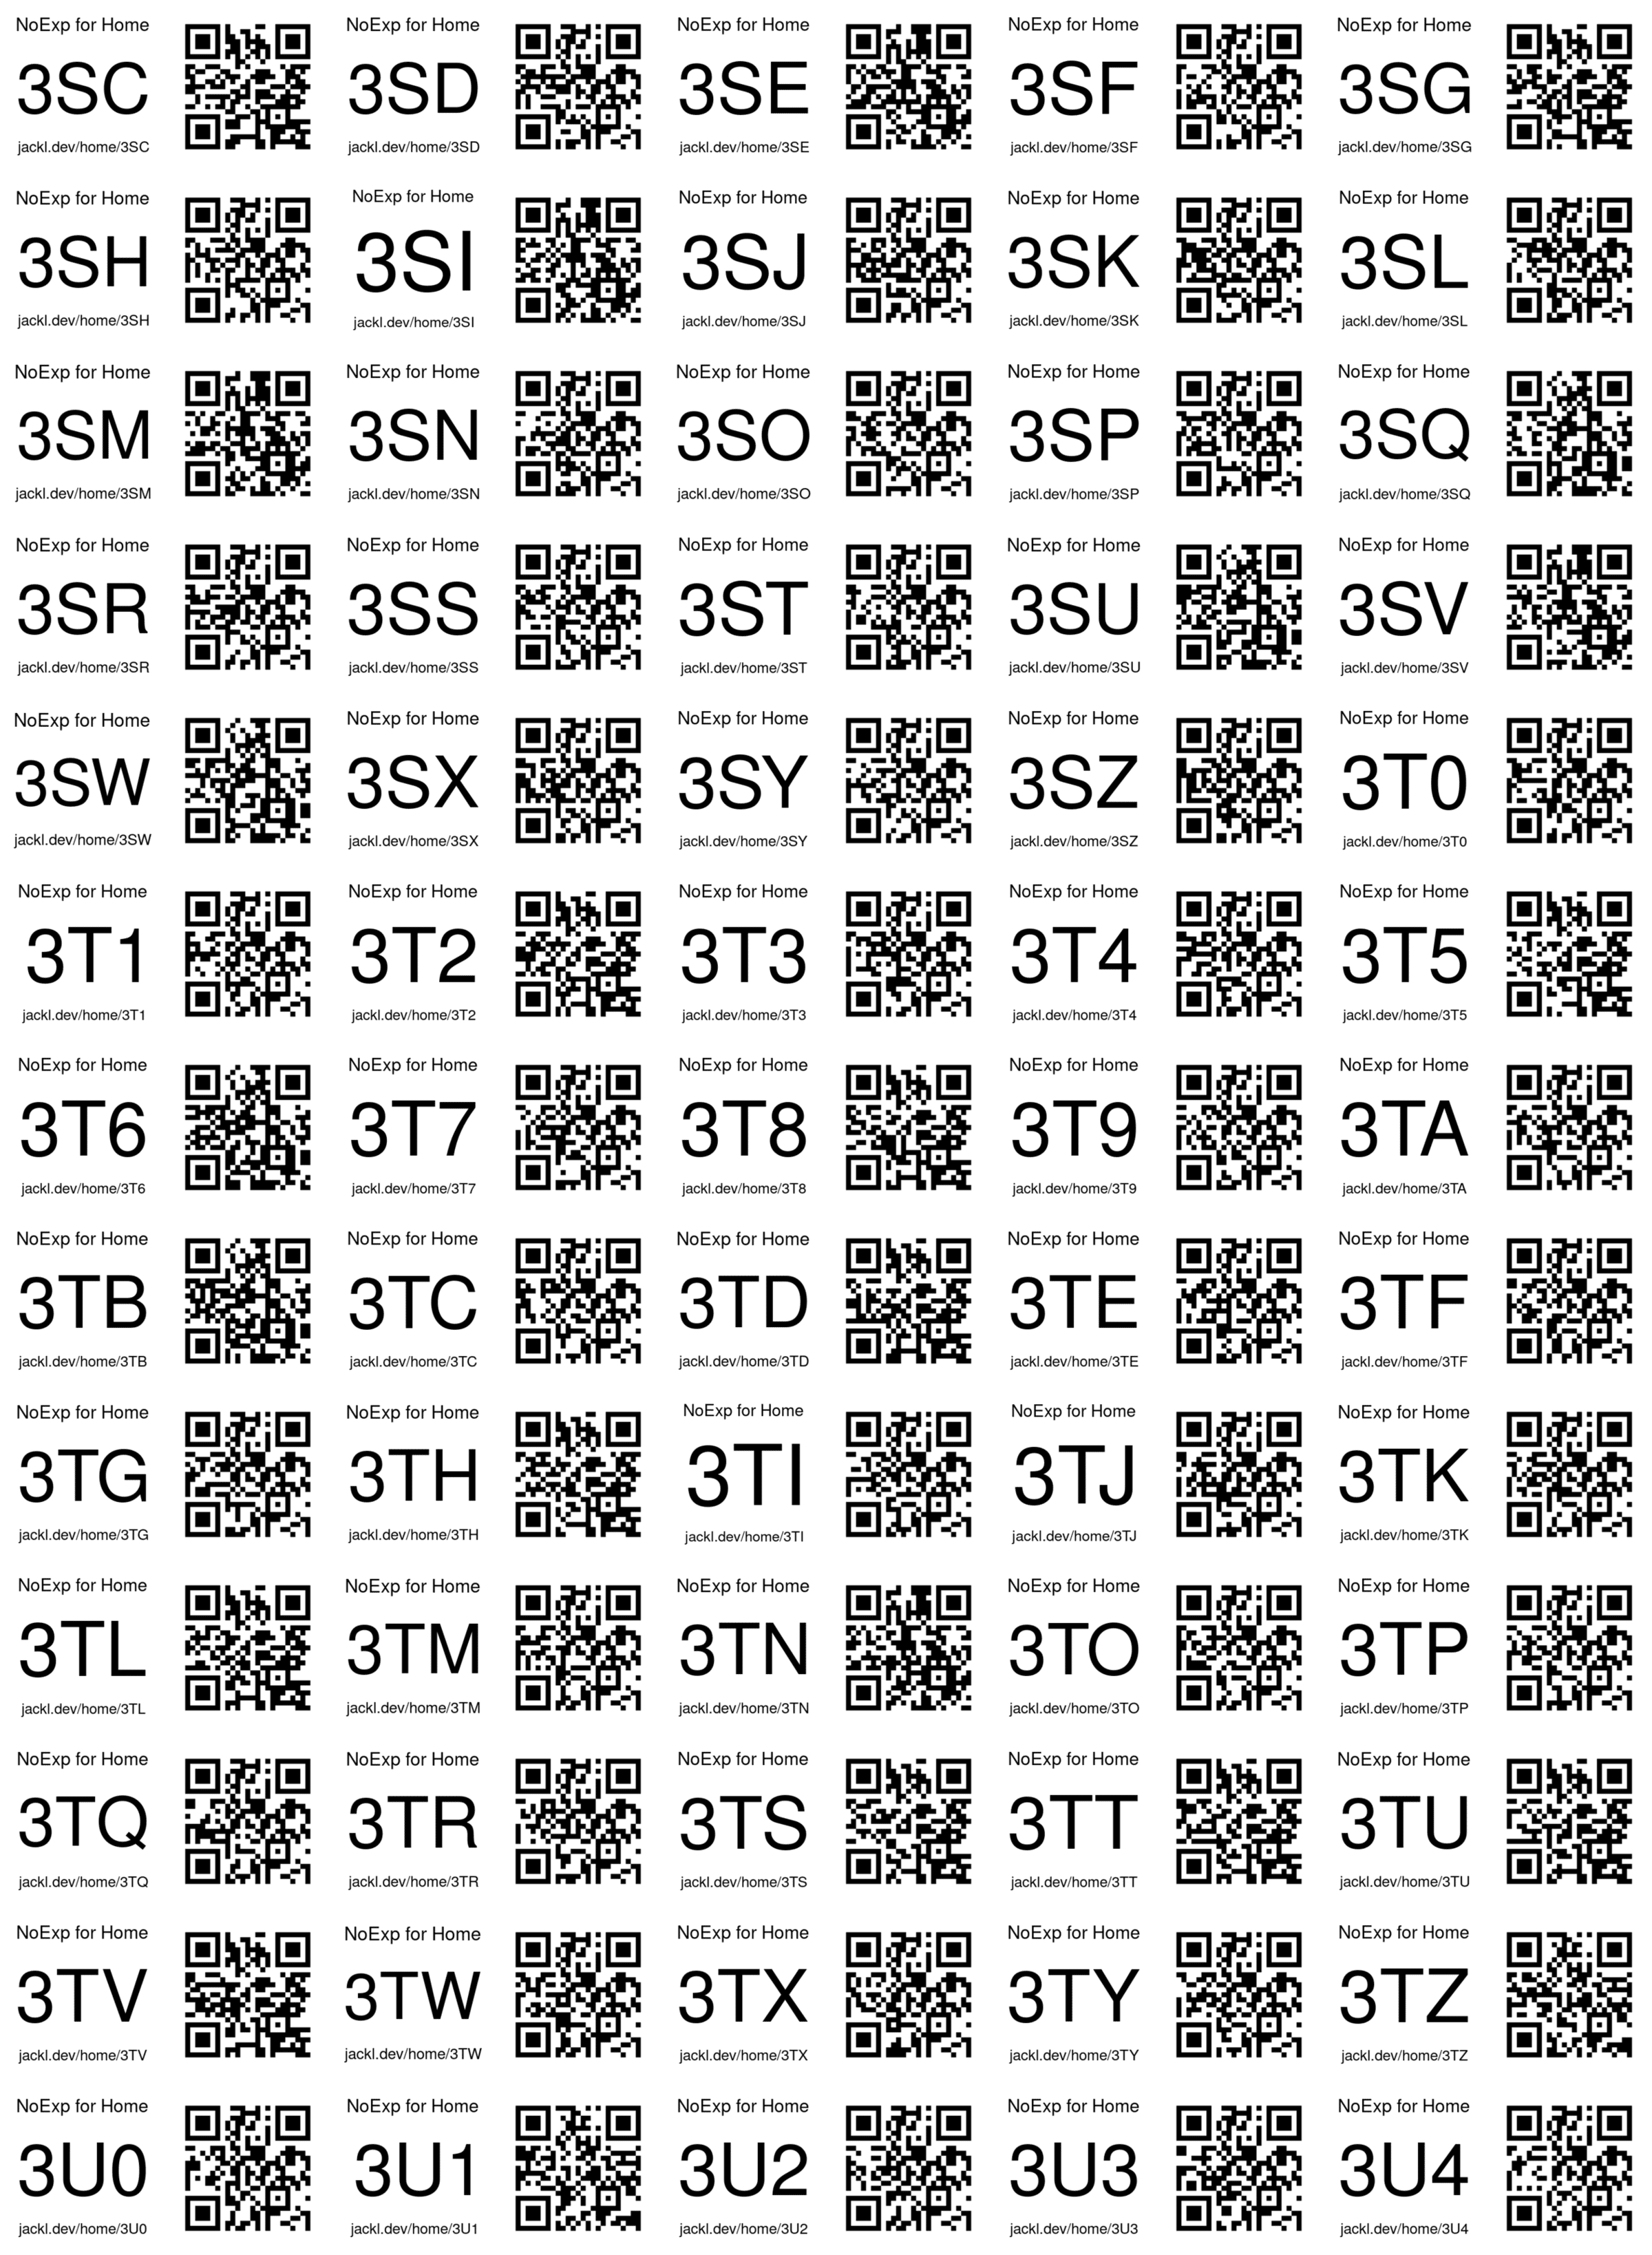 NoExp for Home
3SC
jackl.dev/home/3SC
NoExp for Home
3SD
jackl.dev/home/3SD
NoExp for Home
3SE
jackl.dev/home/3SE
NoExp for Home
3SF
jackl.dev/home/3SF
NoExp for Home
3SG
jackl.dev/home/3SG
NoExp for Home
3SH
jackl.dev/home/3SH
NoExp for Home
3SI
jackl.dev/home/3SI
NoExp for Home
3SJ
jackl.dev/home/3SJ
NoExp for Home
3SK
jackl.dev/home/3SK
NoExp for Home
3SL
jackl.dev/home/3SL
NoExp for Home
3SM
jackl.dev/home/3SM
NoExp for Home
3SN
jackl.dev/home/3SN
NoExp for Home
3SO
jackl.dev/home/3SO
NoExp for Home
3SP
jackl.dev/home/3SP
NoExp for Home
3SQ
jackl.dev/home/3SQ
NoExp for Home
3SR
jackl.dev/home/3SR
NoExp for Home
3SS
jackl.dev/home/3SS
NoExp for Home
3ST
jackl.dev/home/3ST
NoExp for Home
3SU
jackl.dev/home/3SU
NoExp for Home
3SV
jackl.dev/home/3SV
NoExp for Home
3SW
jackl.dev/home/3SW
NoExp for Home
3SX
jackl.dev/home/3SX
NoExp for Home
3SY
jackl.dev/home/3SY
NoExp for Home
3SZ
jackl.dev/home/3SZ
NoExp for Home
3T0
jackl.dev/home/3T0
NoExp for Home
3T1
jackl.dev/home/3T1
NoExp for Home
3T2
jackl.dev/home/3T2
NoExp for Home
3T3
jackl.dev/home/3T3
NoExp for Home
3T4
jackl.dev/home/3T4
NoExp for Home
3T5
jackl.dev/home/3T5
NoExp for Home
3T6
jackl.dev/home/3T6
NoExp for Home
3T7
jackl.dev/home/3T7
NoExp for Home
3T8
jackl.dev/home/3T8
NoExp for Home
3T9
jackl.dev/home/3T9
NoExp for Home
3TA
jackl.dev/home/3TA
NoExp for Home
3TB
jackl.dev/home/3TB
NoExp for Home
3TC
jackl.dev/home/3TC
NoExp for Home
3TD
jackl.dev/home/3TD
NoExp for Home
3TE
jackl.dev/home/3TE
NoExp for Home
3TF
jackl.dev/home/3TF
NoExp for Home
3TG
jackl.dev/home/3TG
NoExp for Home
3TH
jackl.dev/home/3TH
NoExp for Home
3TI
jackl.dev/home/3TI
NoExp for Home
3TJ
jackl.dev/home/3TJ
NoExp for Home
3TK
jackl.dev/home/3TK
NoExp for Home
3TL
jackl.dev/home/3TL
NoExp for Home
3TM
jackl.dev/home/3TM
NoExp for Home
3TN
jackl.dev/home/3TN
NoExp for Home
3TO
jackl.dev/home/3TO
NoExp for Home
3TP
jackl.dev/home/3TP
NoExp for Home
3TQ
jackl.dev/home/3TQ
NoExp for Home
3TR
jackl.dev/home/3TR
NoExp for Home
3TS
jackl.dev/home/3TS
NoExp for Home
3TT
jackl.dev/home/3TT
NoExp for Home
3TU
jackl.dev/home/3TU
NoExp for Home
3TV
jackl.dev/home/3TV
NoExp for Home
3TW
jackl.dev/home/3TW
NoExp for Home
3TX
jackl.dev/home/3TX
NoExp for Home
3TY
jackl.dev/home/3TY
NoExp for Home
3TZ
jackl.dev/home/3TZ
NoExp for Home
3U0
jackl.dev/home/3U0
NoExp for Home
3U1
jackl.dev/home/3U1
NoExp for Home
3U2
jackl.dev/home/3U2
NoExp for Home
3U3
jackl.dev/home/3U3
NoExp for Home
3U4
jackl.dev/home/3U4